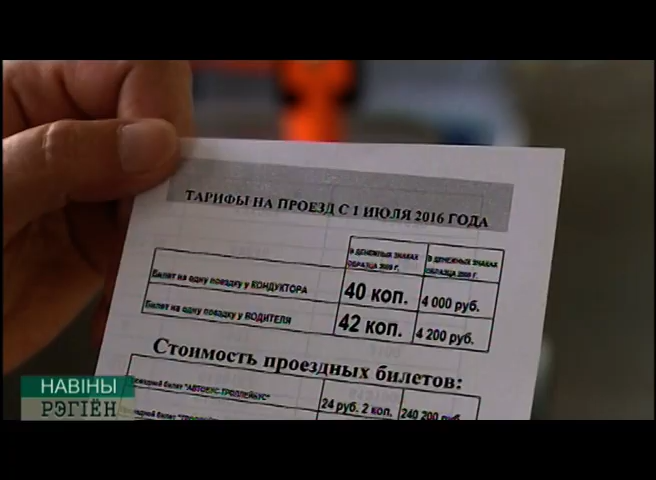 ТАРИФЫ НА ПРОЕЗД С 1 ИЮЛЯ 2016 ГОДА
В ДЕНЕЖНЫХ ЗНАКАХ В ДЕНЕЖНЫХ ЗНАКАХ
ОБРАЗЦА 2009 Г. ОБРАЗЦА 2000 Г.
Билет на одну поездку у КОНДУКТОРА 40 коп. 4 000 руб.
Билет на одну поездку у ВОДИТЕЛЯ 42 коп. 4 200 руб.
Стоимость проездных билетов:
билет "АВТОБУС, ТРОЛЛЕЙБУС" 24 руб. 2 коп. 240 200 руб.
билет
НАВІНЫ
РЭГІЁН